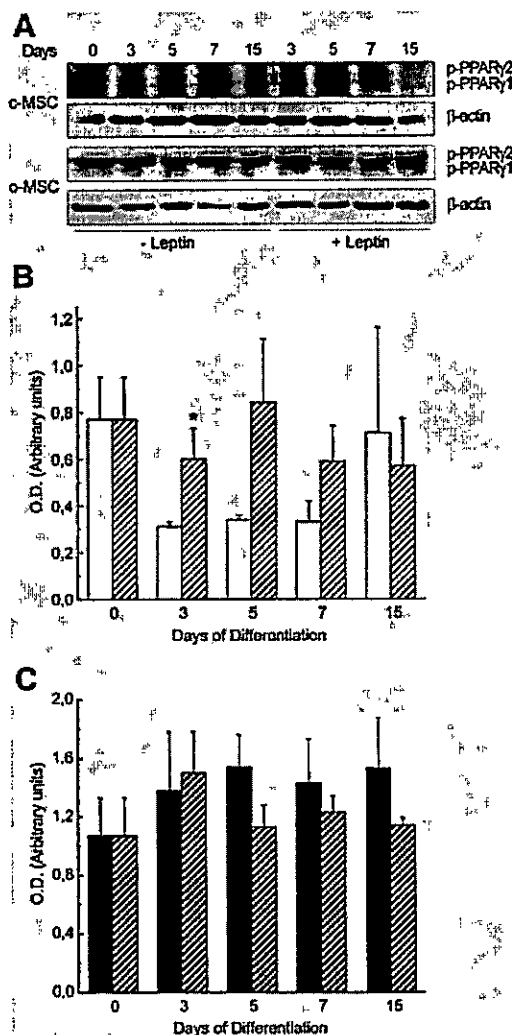 A
Days 0 3 5 7 15 3 5 7 15
p-PPARγ2
p-PPARγ1
c-MSC
β-actin
p-PPARγ2
p-PPARγ1
o-MSC
β-actin
- Leptin + Leptin
B
O.D. (Arbitrary units)
1,2
1,0
0,8
0,6
0,4
0,2
0,0
*
0 3 5 7 15
Days of Differentiation
C
O.D. (Arbitrary units)
2,0
1,6
1,2
0,8
0,4
0,0
0 3 5 7 15
Days of Differentiation